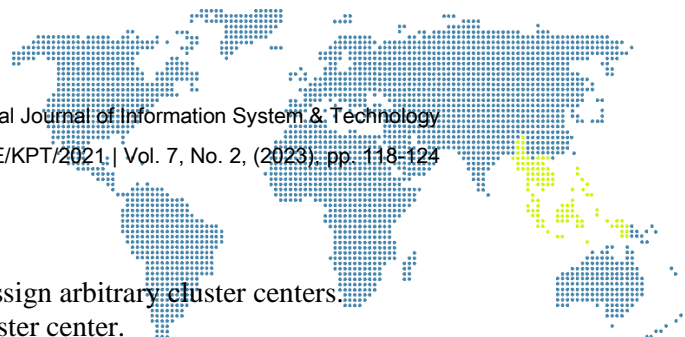 al Journal of Information System & Technology
E/KPT/2021 | Vol. 7, No. 2, (2023), pp. 118-124
ssign arbitrary cluster centers.
ster center.